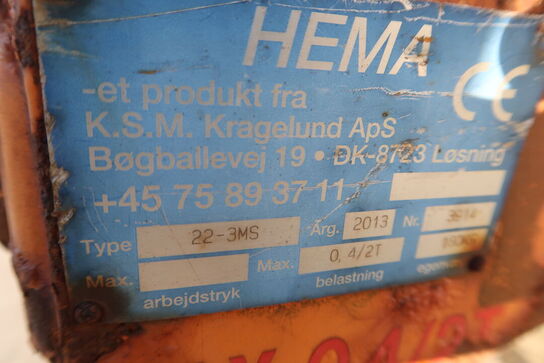 HEMA
CE
-et produkt fra
K.S.M. Kragelund ApS
Bøgballevej 19 • DK-8723 Løsning
+45 75 89 37 11
Type 22-3MS Årg. 2013 Nr. 3614
Max. Max. 0,4/2T
arbejdstryk belastning